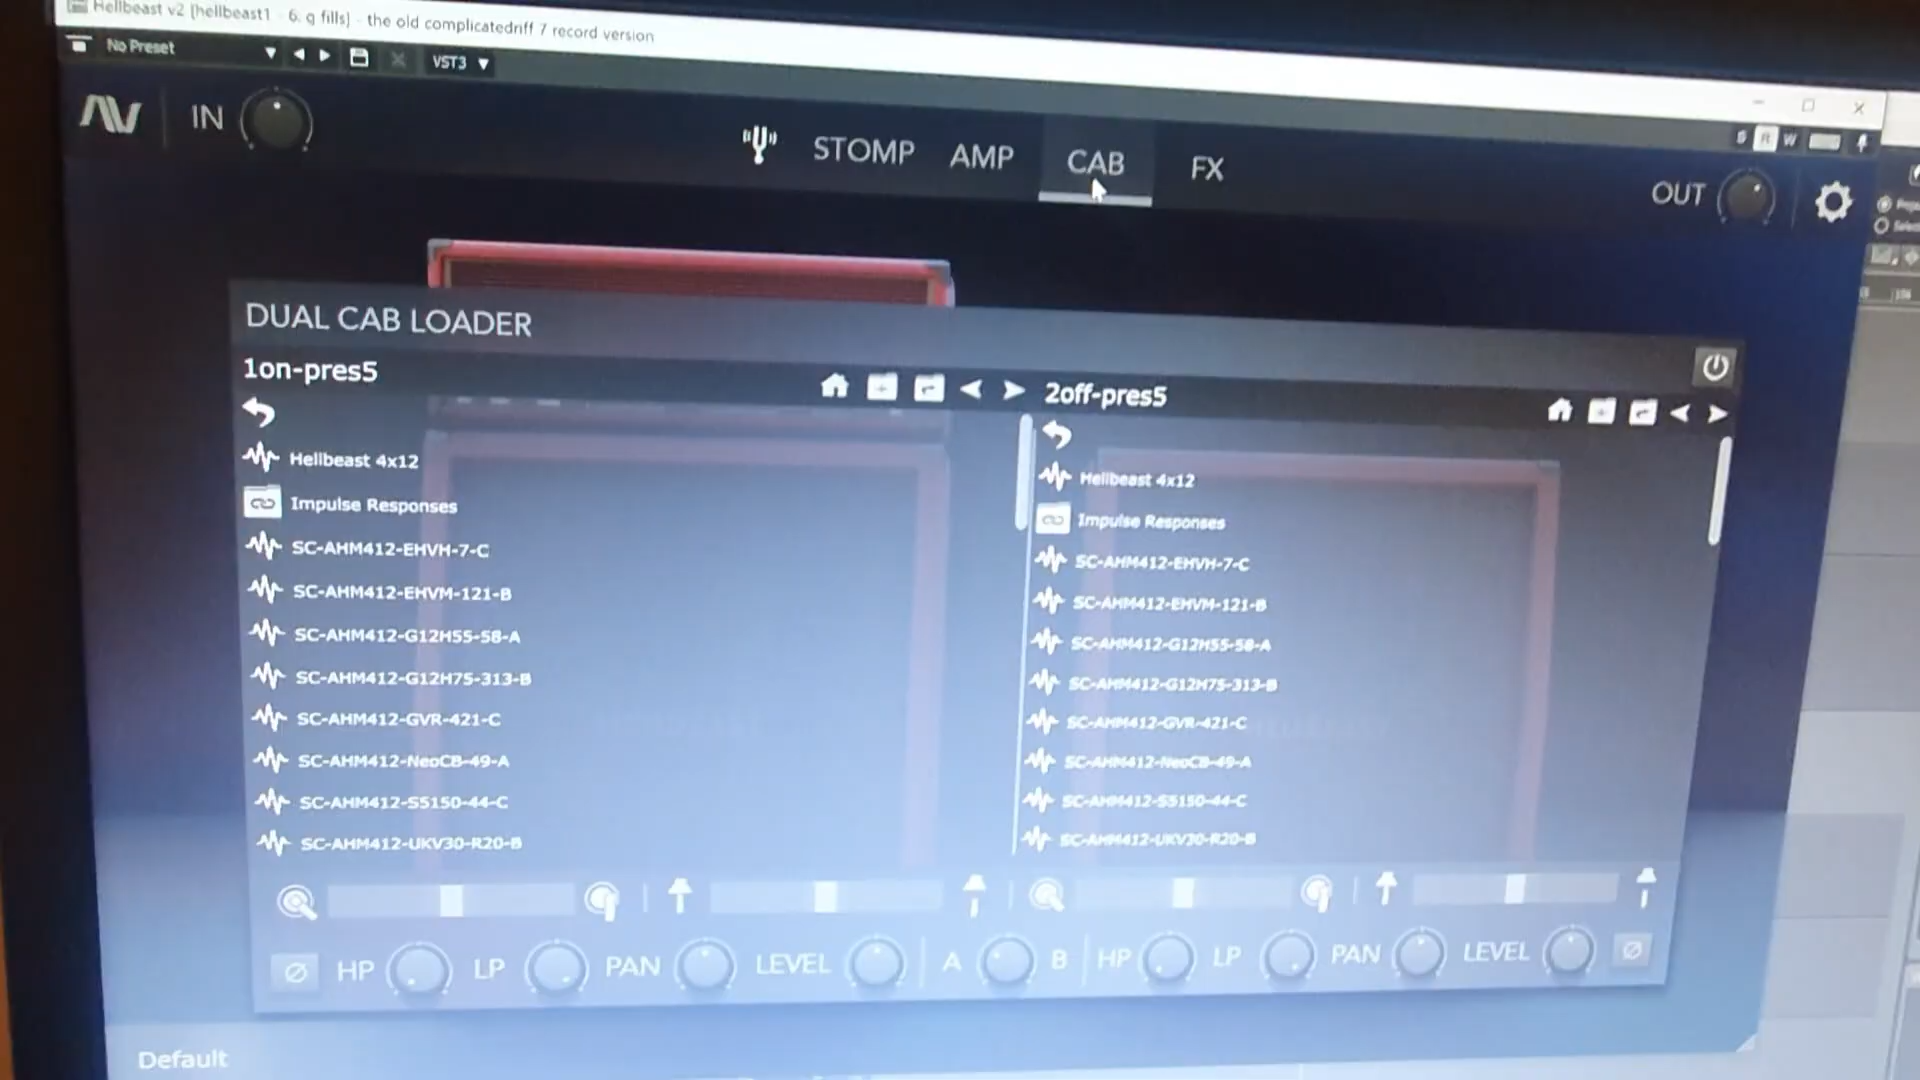 Hellbeast v2 [hellbeast1 - 6. g fills] - the old complicatedriff 7 record version
No Preset
VST3
S R W
IN
STOMP
AMP
CAB
FX
OUT
DUAL CAB LOADER
1on-pres5
Hellbeast 4x12
Impulse Responses
SC-AHM412-EHVH-7-C
SC-AHM412-EHVM-121-B
SC-AHM412-G12H55-58-A
SC-AHM412-G12H75-313-B
SC-AHM412-GVR-421-C
SC-AHM412-NeoCB-49-A
SC-AHM412-S5150-44-C
SC-AHM412-UKV30-R20-B
2off-pres5
Hellbeast 4x12
Impulse Responses
SC-AHM412-EHVH-7-C
SC-AHM412-EHVM-121-B
SC-AHM412-G12H55-58-A
SC-AHM412-G12H75-313-B
SC-AHM412-GVR-421-C
SC-AHM412-NeoCB-49-A
SC-AHM412-S5150-44-C
SC-AHM412-UKV30-R20-B
HP LP PAN LEVEL A B HP LP PAN LEVEL
Default